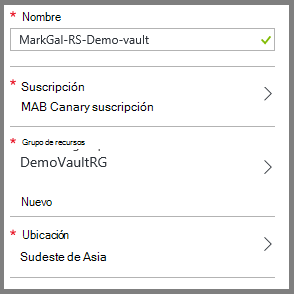 * Nombre
MarkGal-RS-Demo-vault
* Suscripción
MAB Canary suscripción
* Grupo de recursos
DemoVaultRG
Nuevo
* Ubicación
Sudeste de Asia